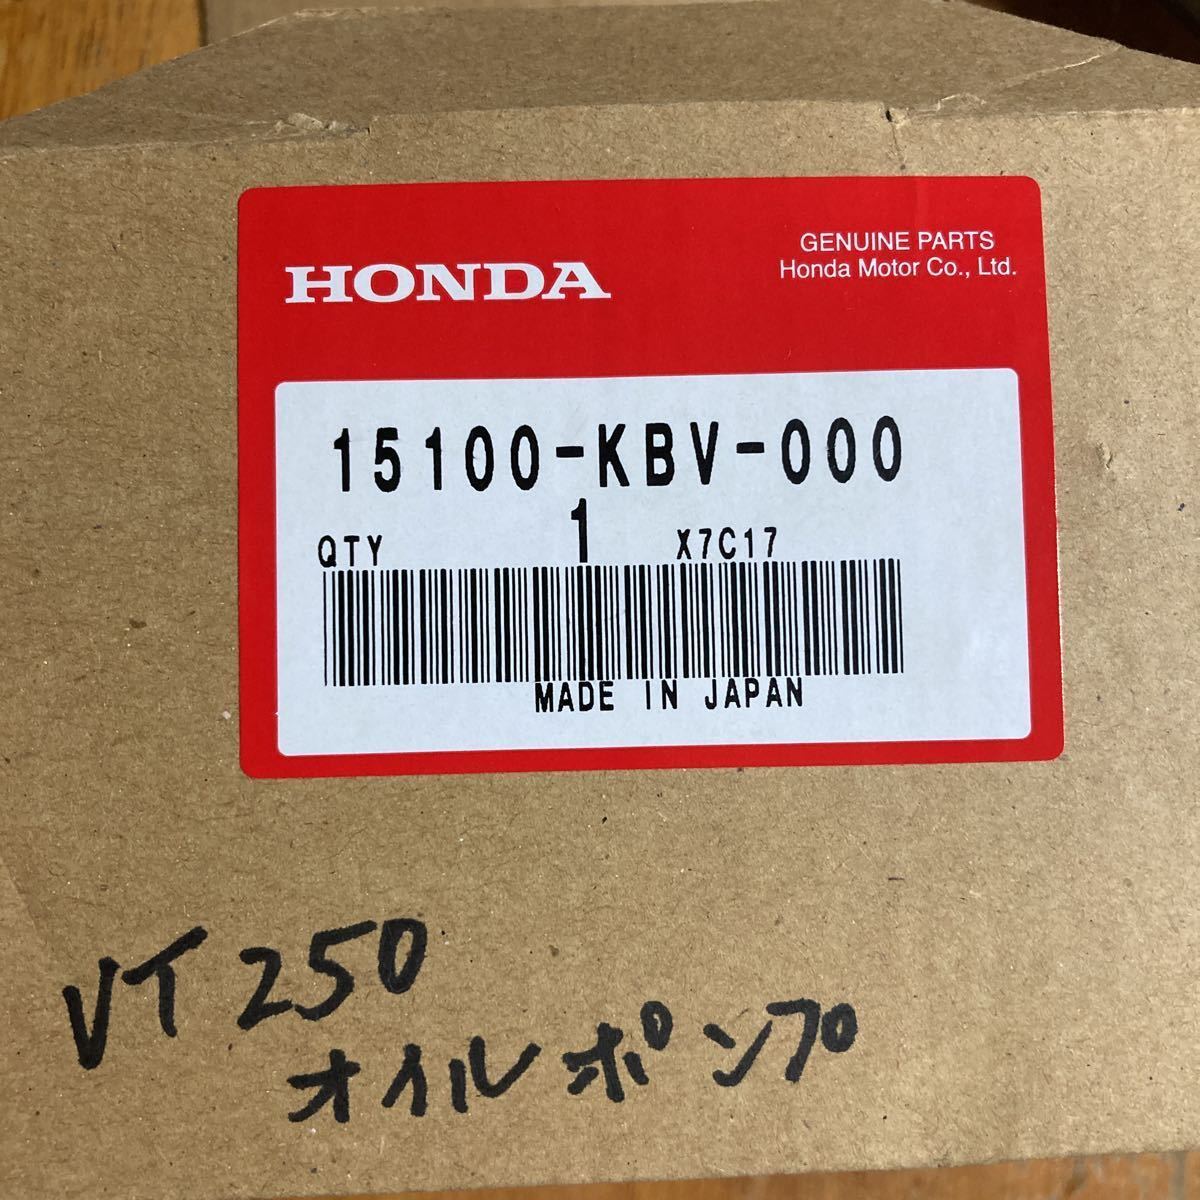 HONDA
GENUINE PARTS
Honda Motor Co., Ltd.
15100-KBV-000
QTY 1 X7C17
MADE IN JAPAN
VT250
オイルポンプ